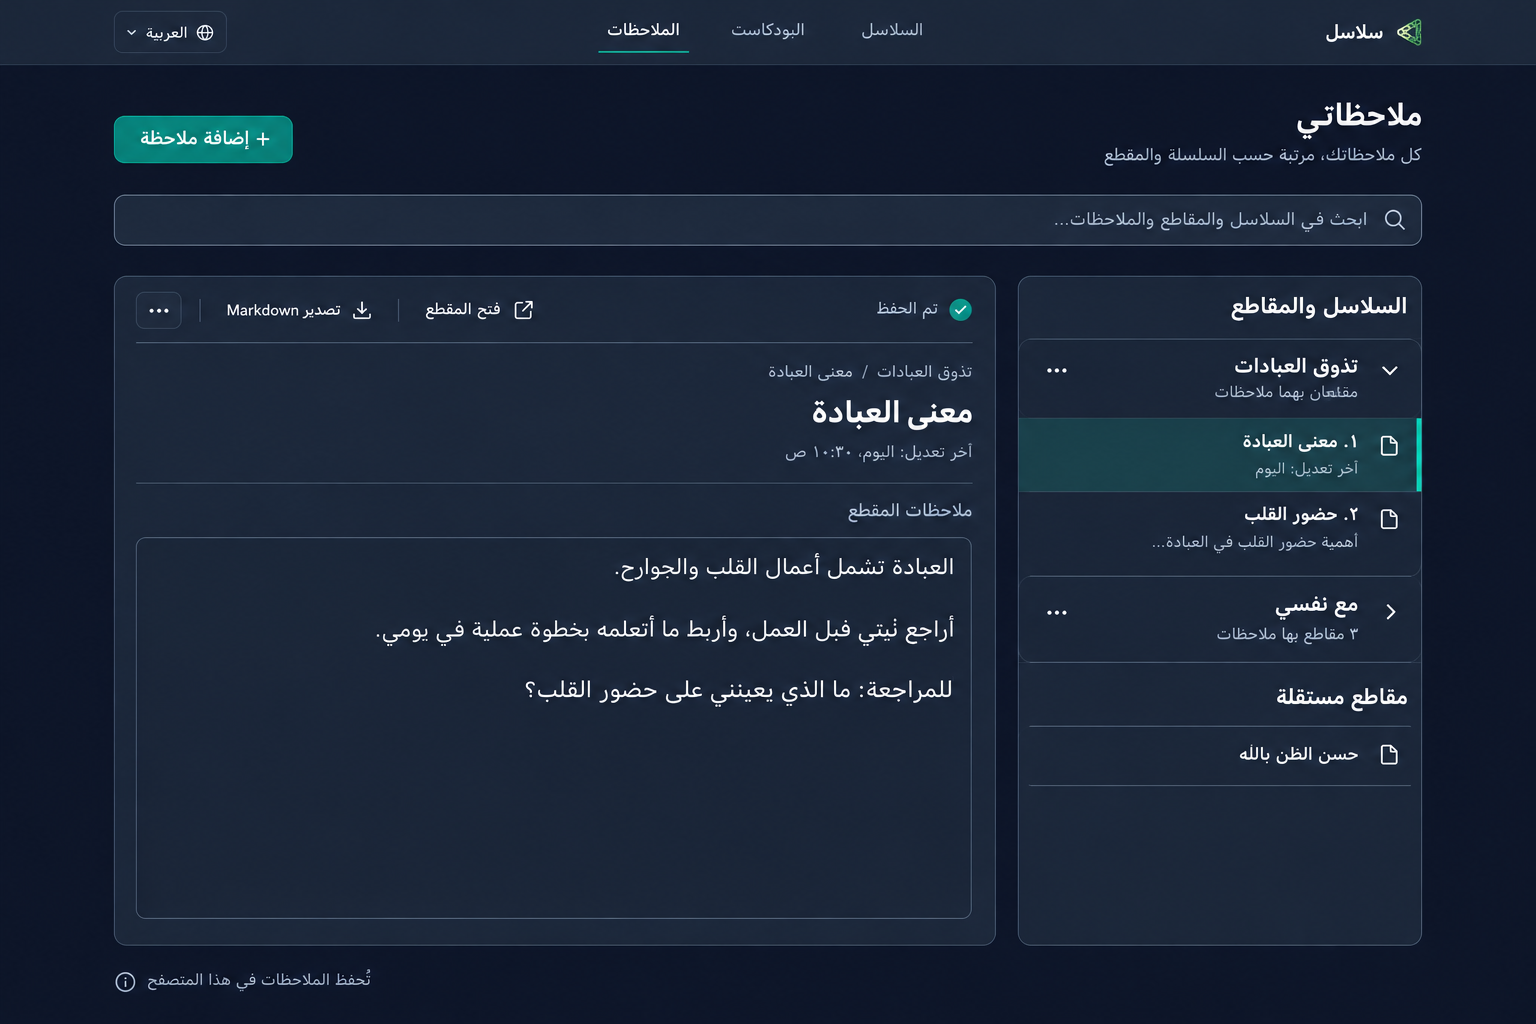 سلاسل
السلاسل
البودكاست
الملاحظات
العربية
ملاحظاتي
كل ملاحظاتك، مرتبة حسب السلسلة والمقطع
+ إضافة ملاحظة
ابحث في السلاسل والمقاطع والملاحظات...
السلاسل والمقاطع
تذوق العبادات
بهما ملاحظات
١. معنى العبادة
آخر تعديل: اليوم
٢. حضور القلب
أهمية حضور القلب في العبادة...
مع نفسي
٣ مقاطع بها ملاحظات
مقاطع مستقلة
حسن الظن بالله
تم الحفظ
فتح المقطع
تصدير Markdown
تذوق العبادات / معنى العبادة
معنى العبادة
آخر تعديل: اليوم، ١٠:٣٠ ص
ملاحظات المقطع
العبادة تشمل أعمال القلب والجوارح.
أراجع نيتي قبل العمل، وأربط ما أتعلمه بخطوة عملية في يومي.
للمراجعة: ما الذي يعينني على حضور القلب؟
تُحفظ الملاحظات في هذا المتصفح